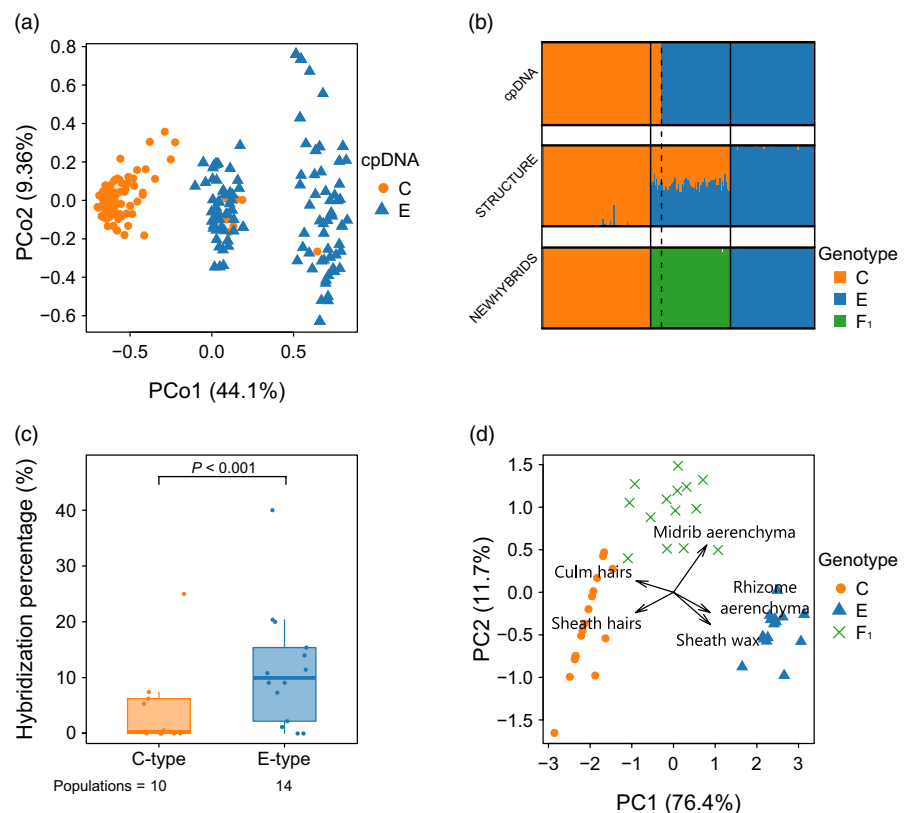 (a)
0.8
0.6
0.4
0.2
0.0
−0.2
−0.4
−0.6
PCo2 (9.36%)
−0.5
0.0
0.5
PCo1 (44.1%)
cpDNA
C
E
(b)
cpDNA
STRUCTURE
NEWHYBRIDS
Genotype
C
E
F1
(c)
P < 0.001
Hybridization percentage (%)
40
30
20
10
0
C-type
E-type
Populations = 10
14
(d)
1.5
1.0
0.5
0.0
−0.5
−1.0
−1.5
PC2 (11.7%)
Midrib aerenchyma
Culm hairs
Rhizome
aerenchyma
Sheath hairs
Sheath wax
−3
−2
−1
0
1
2
3
PC1 (76.4%)
Genotype
C
E
F1